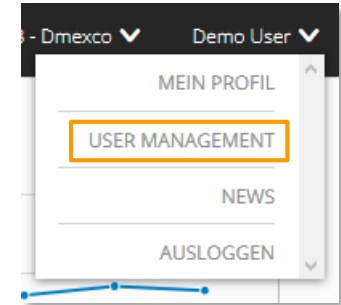 - Dmexco Demo User
MEIN PROFIL
USER MANAGEMENT
NEWS
AUSLOGGEN